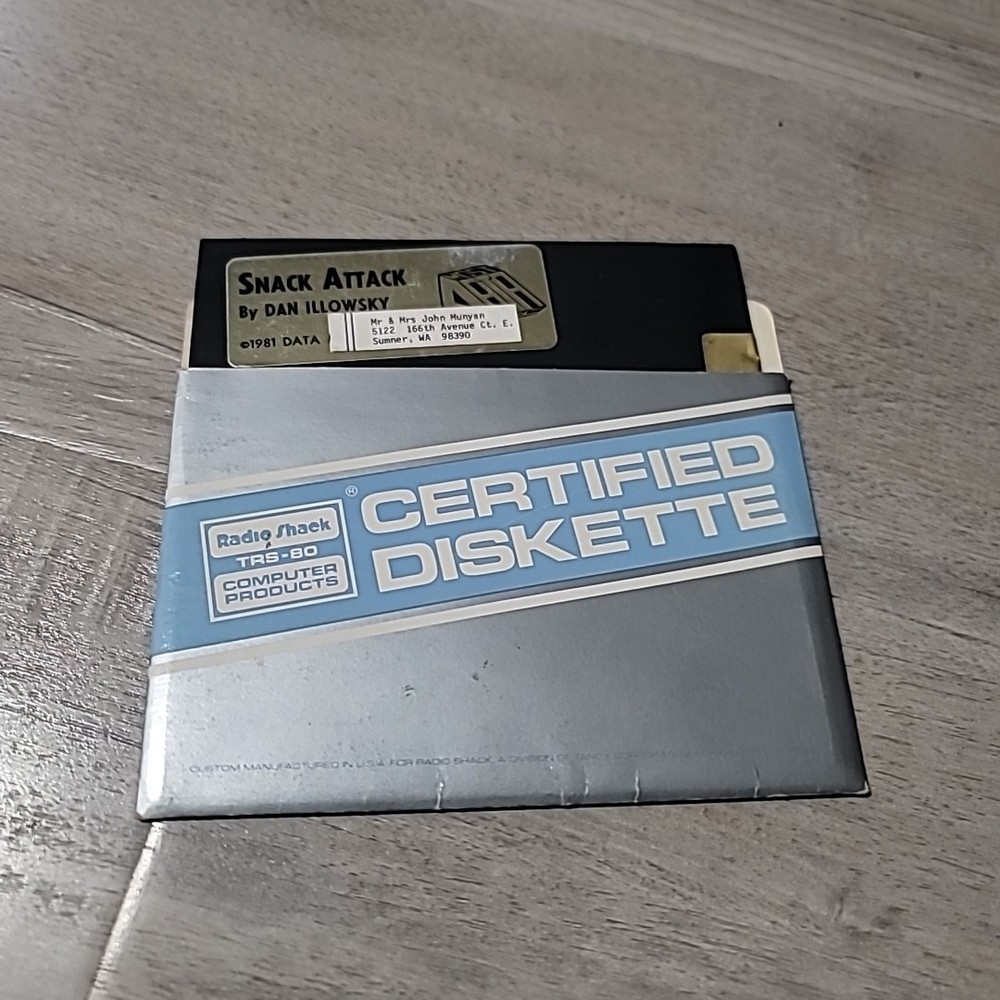 SNACK ATTACK
By DAN ILLOWSKY
©1981 DATA
Mr & Mrs John Munyan
5122 166th Avenue Ct. E.
Sumner, WA 98390
Radio Shack
TRS-80
COMPUTER
PRODUCTS
®
CERTIFIED
DISKETTE
CUSTOM MANUFACTURED IN U.S.A. FOR RADIO SHACK, A DIVISION OF TANDY